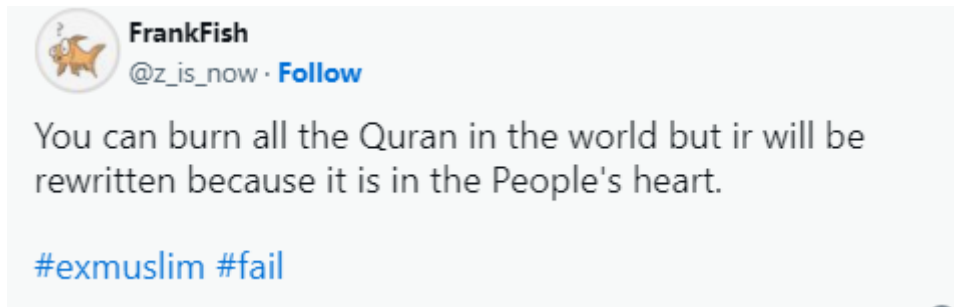 FrankFish
@z_is_now · Follow
You can burn all the Quran in the world but ir will be
rewritten because it is in the People's heart.
#exmuslim #fail